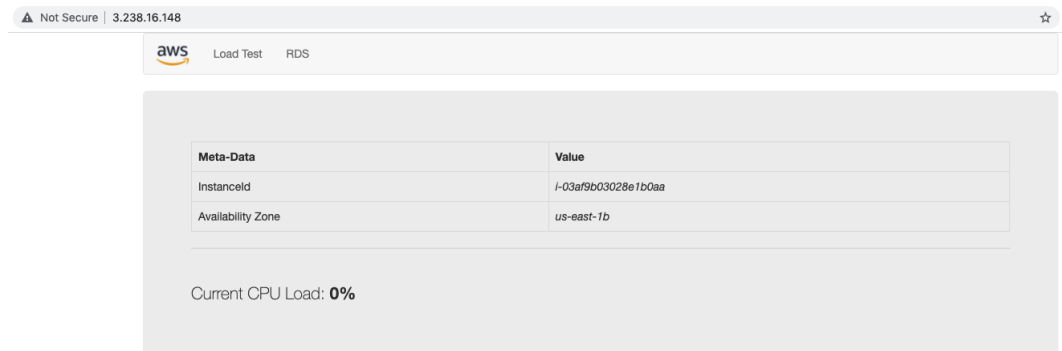 Not Secure 3.238.16.148
aws Load Test RDS
Meta-Data Value
InstanceId i-03af9b03028e1b0aa
Availability Zone us-east-1b
Current CPU Load: 0%